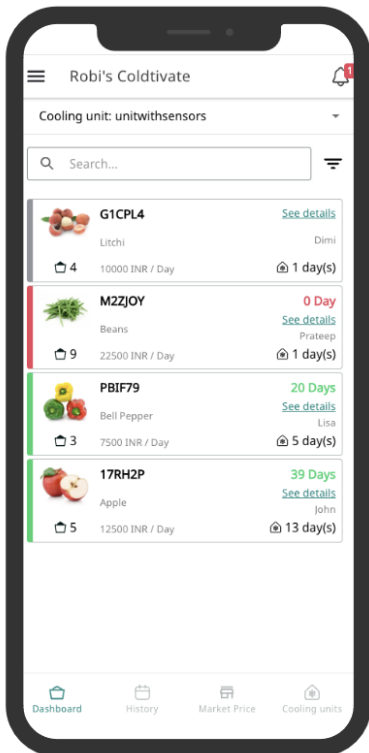 Robi's Coldtivate
1
Cooling unit: unitwithsensors
Search...
G1CPL4 See details
Litchi Dimi
4 10000 INR / Day 1 day(s)
M2ZJOY 0 Day
See details
Beans Prateep
9 22500 INR / Day 1 day(s)
PBIF79 20 Days
See details
Bell Pepper Lisa
3 7500 INR / Day 5 day(s)
17RH2P 39 Days
See details
Apple John
5 12500 INR / Day 13 day(s)
Dashboard History Market Price Cooling units